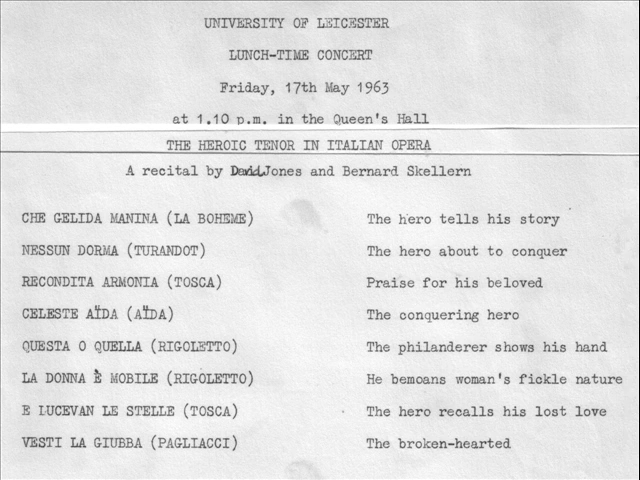 UNIVERSITY OF LEICESTER
LUNCH-TIME CONCERT
Friday, 17th May 1963
at 1.10 p.m. in the Queen's Hall
THE HEROIC TENOR IN ITALIAN OPERA
A recital by David Jones and Bernard Skellern
CHE GELIDA MANINA (LA BOHEME) The hero tells his story
NESSUN DORMA (TURANDOT) The hero about to conquer
RECONDITA ARMONIA (TOSCA) Praise for his beloved
CELESTE AÏDA (AÏDA) The conquering hero
QUESTA O QUELLA (RIGOLETTO) The philanderer shows his hand
LA DONNA È MOBILE (RIGOLETTO) He bemoans woman's fickle nature
E LUCEVAN LE STELLE (TOSCA) The hero recalls his lost love
VESTI LA GIUBBA (PAGLIACCI) The broken-hearted